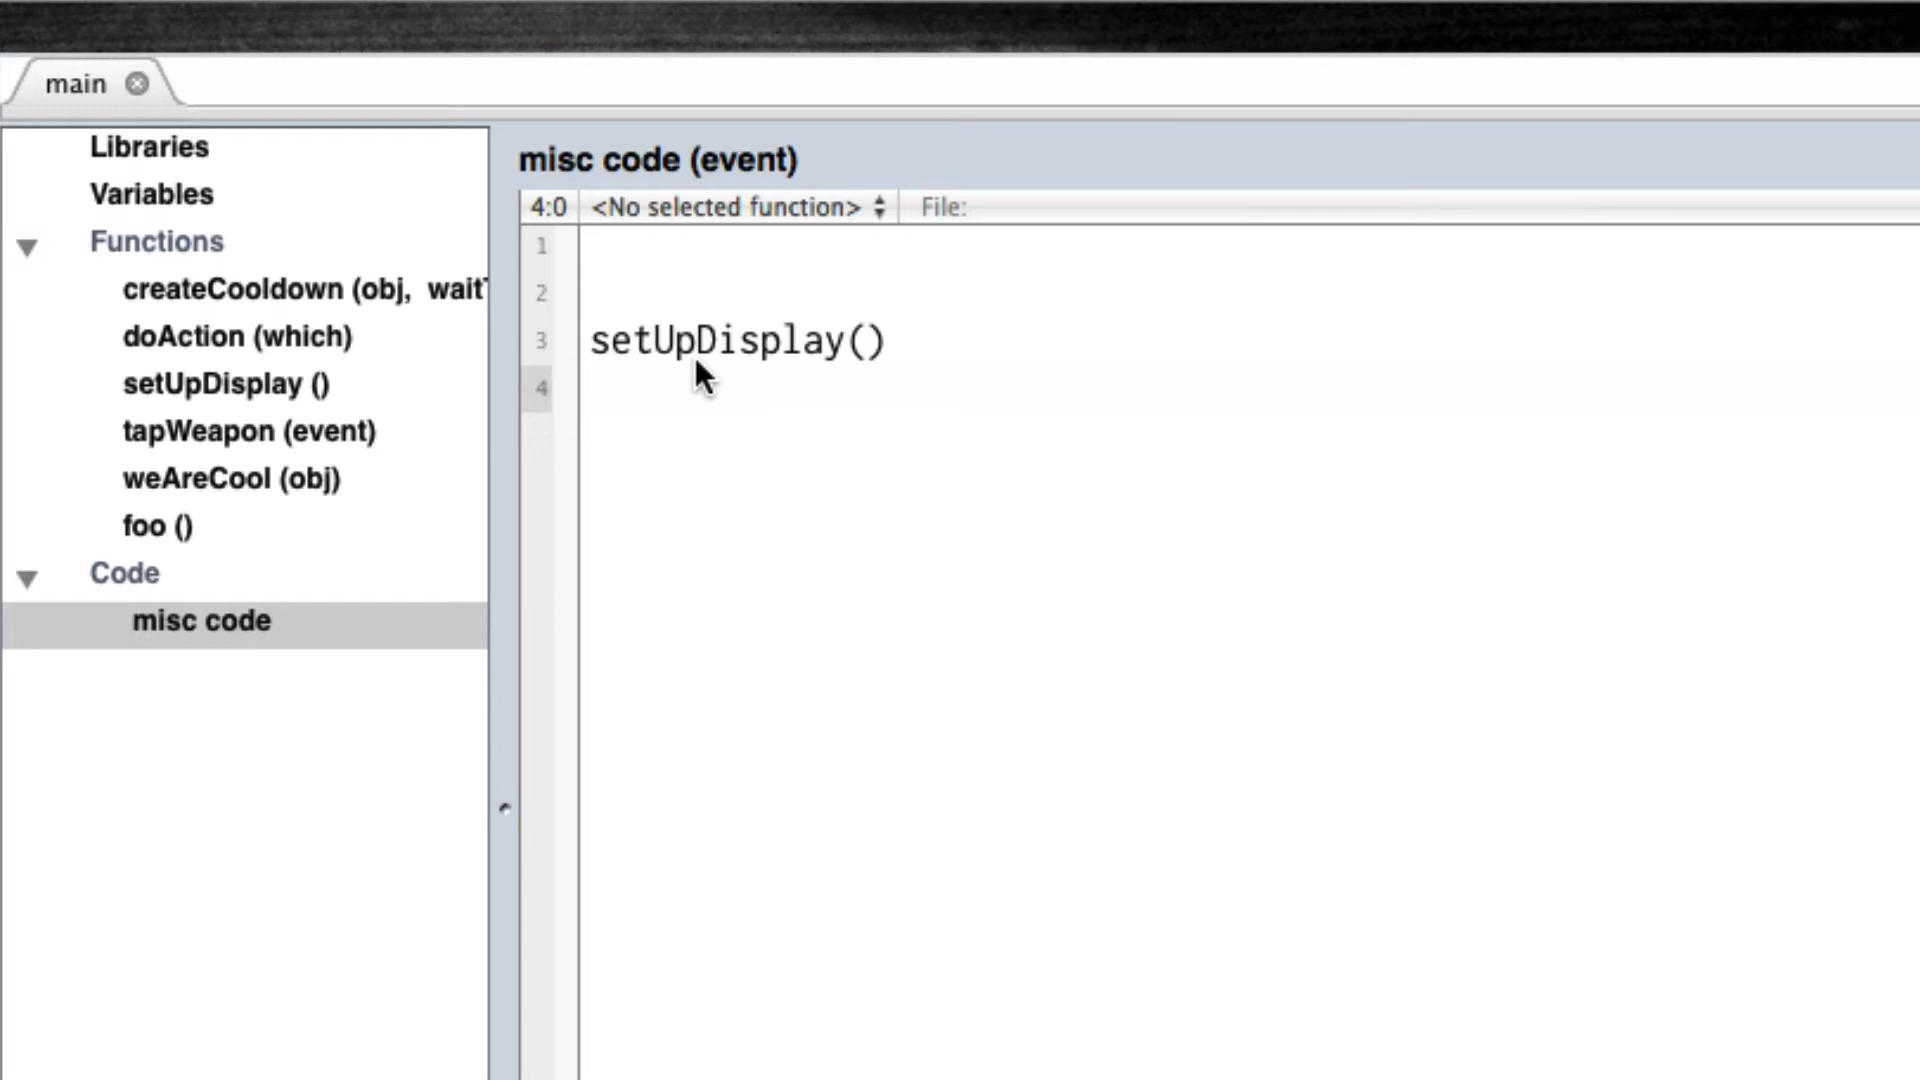 main
Libraries
Variables
Functions
createCooldown (obj, wait
doAction (which)
setUpDisplay ()
tapWeapon (event)
weAreCool (obj)
foo ()
Code
misc code
misc code (event)
4:0 <No selected function> File:
1
2
3 setUpDisplay()
4